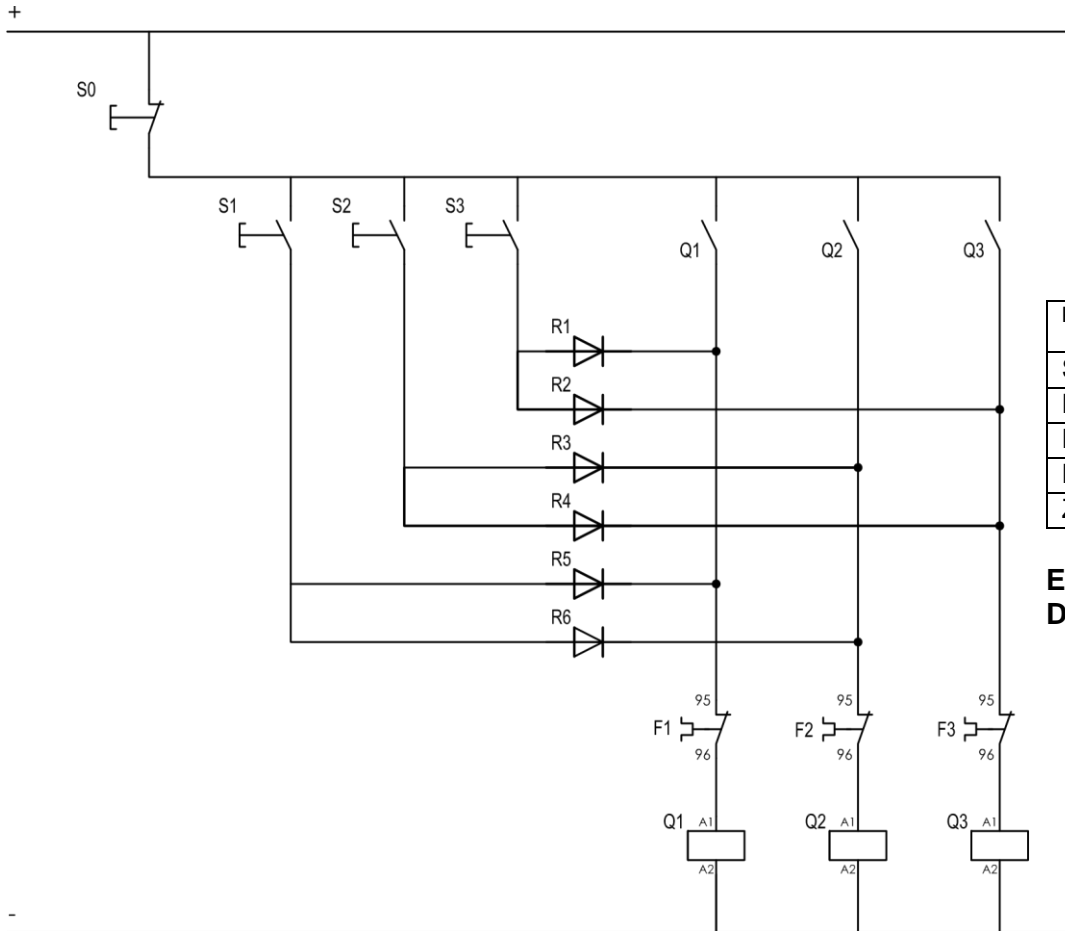 +
S0
S1 S2 S3
Q1 Q2 Q3
R1
R2
R3
R4
R5
R6
95 95 95
F1 F2 F3
96 96 96
Q1 A1 Q2 A1 Q3 A1
A2 A2 A2
-
E
D